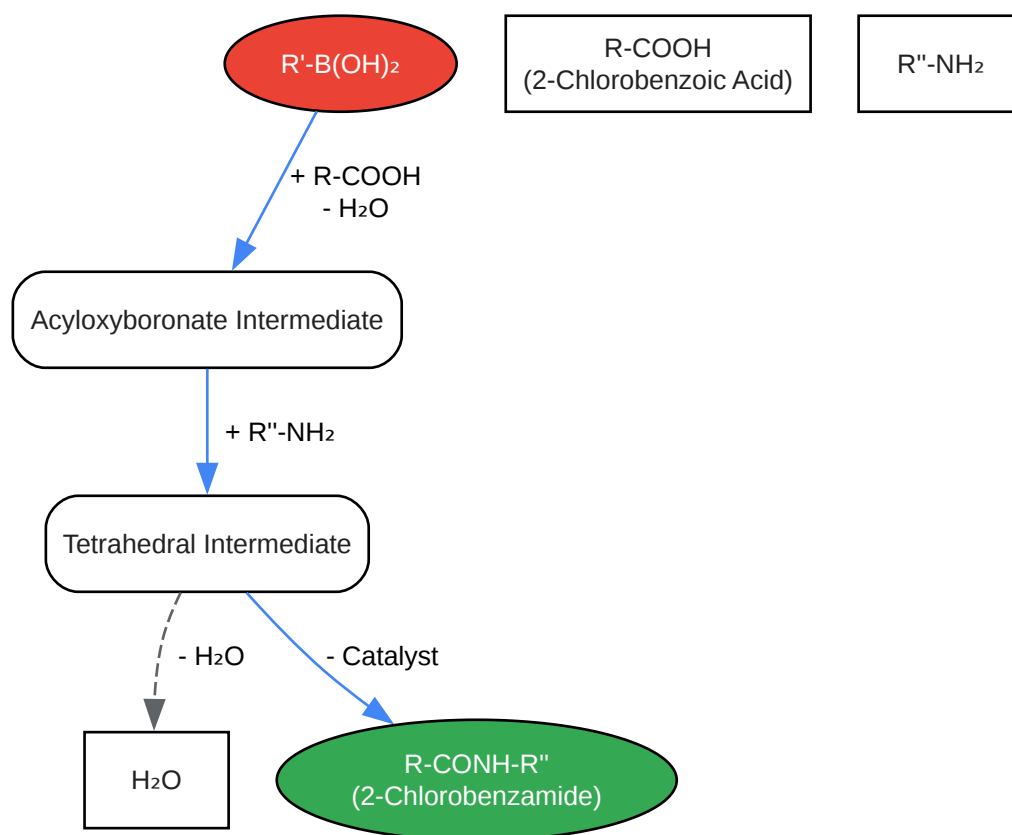 R'-B(OH)₂
R-COOH
(2-Chlorobenzoic Acid)
R''-NH₂
+ R-COOH
- H₂O
Acyloxyboronate Intermediate
+ R''-NH₂
Tetrahedral Intermediate
- H₂O
- Catalyst
H₂O
R-CONH-R''
(2-Chlorobenzamide)